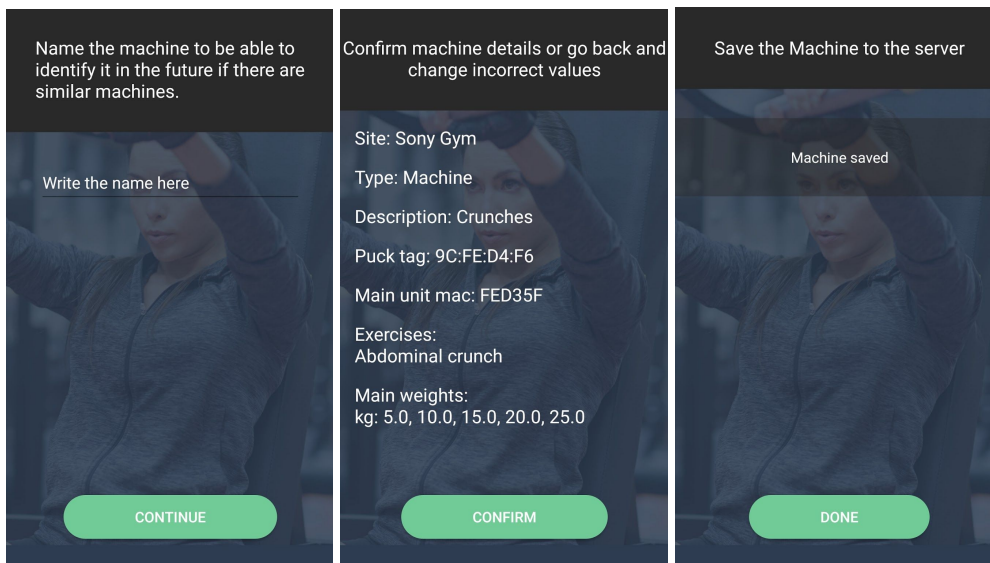 Name the machine to be able to
identify it in the future if there are
similar machines.
Write the name here
CONTINUE
Confirm machine details or go back and
change incorrect values
Site: Sony Gym
Type: Machine
Description: Crunches
Puck tag: 9C:FE:D4:F6
Main unit mac: FED35F
Exercises:
Abdominal crunch
Main weights:
kg: 5.0, 10.0, 15.0, 20.0, 25.0
CONFIRM
Save the Machine to the server
Machine saved
DONE